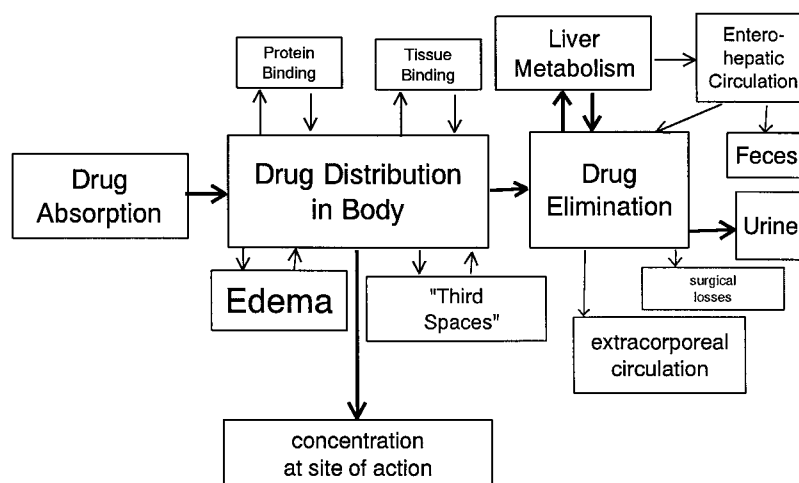 Protein
Binding
Tissue
Binding
Liver
Metabolism
Entero-
hepatic
Circulation
Drug
Absorption
Drug Distribution
in Body
Drug
Elimination
Feces
Urine
Edema
"Third
Spaces"
surgical
losses
extracorporeal
circulation
concentration
at site of action